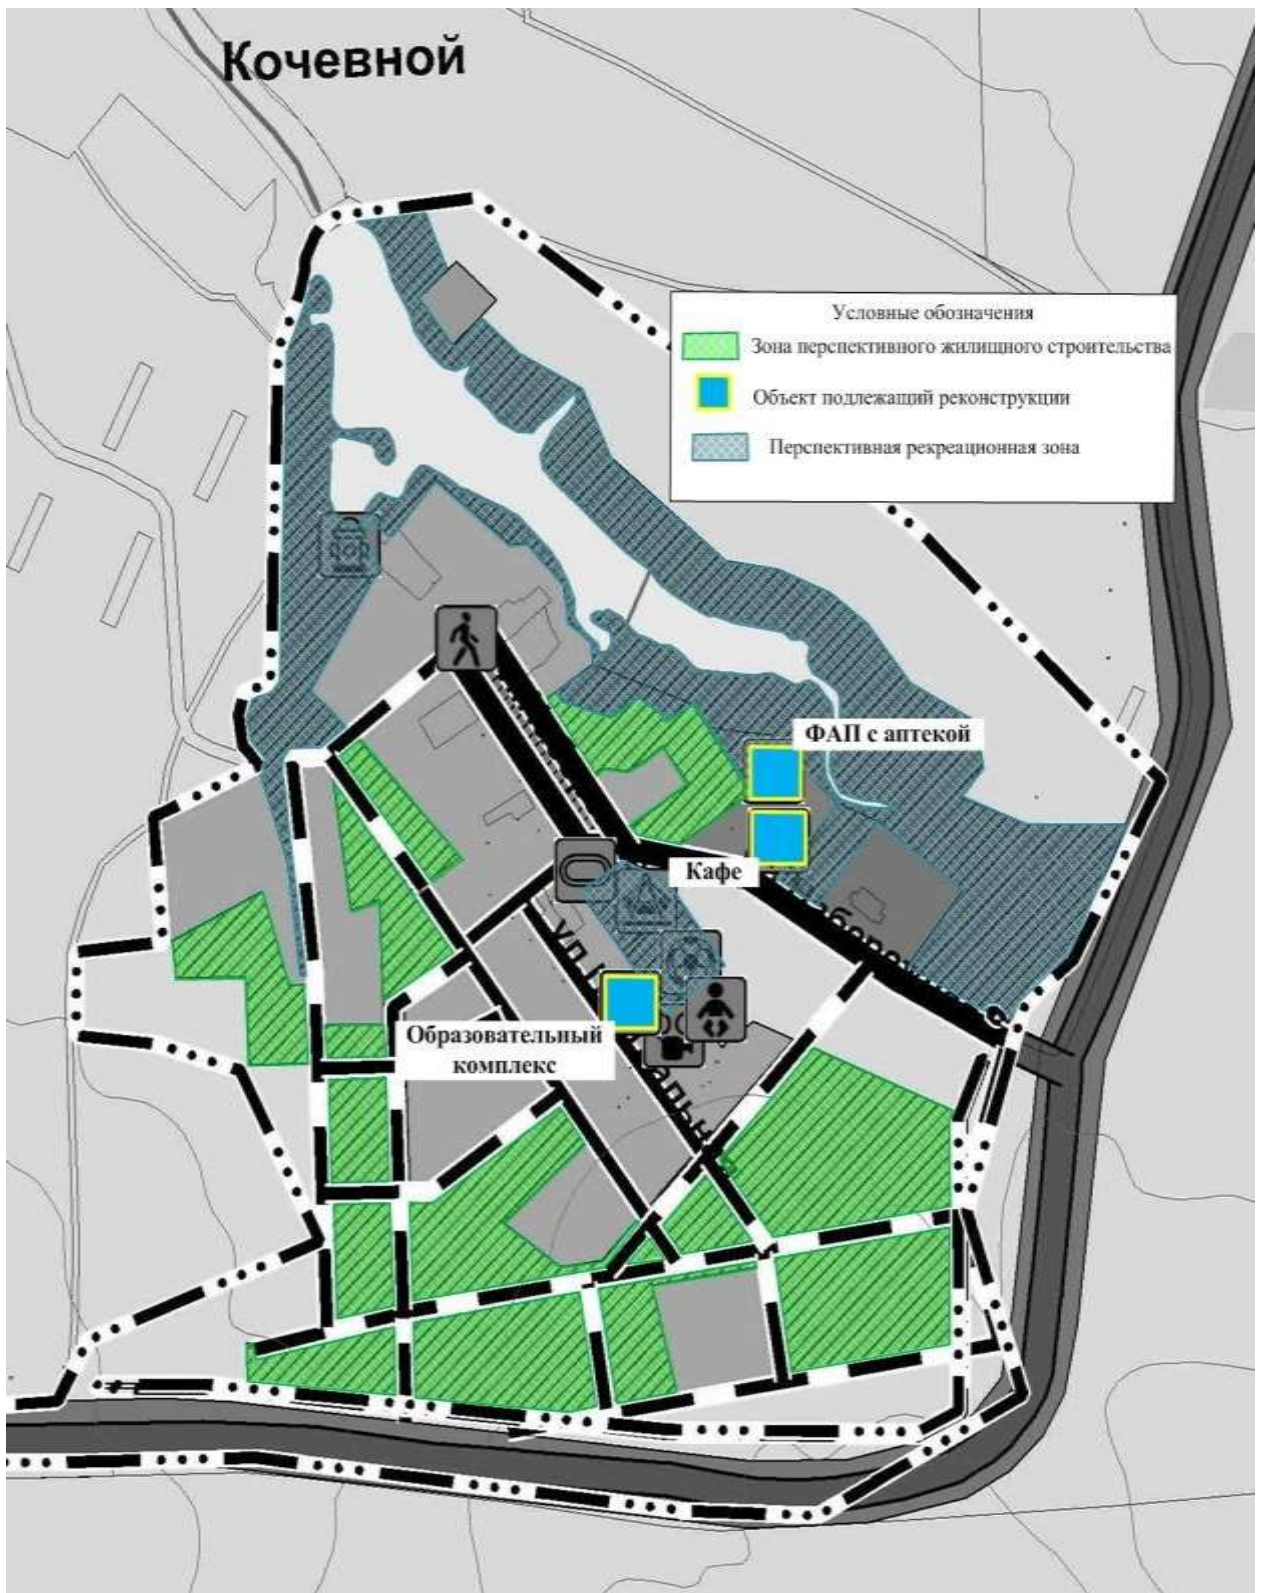 Кочевной
Условные обозначения
Зона перспективного жилищного строительства
Объект подлежащий реконструкции
Перспективная рекреационная зона
ФАП с аптекой
Кафе
Образовательный
комплекс